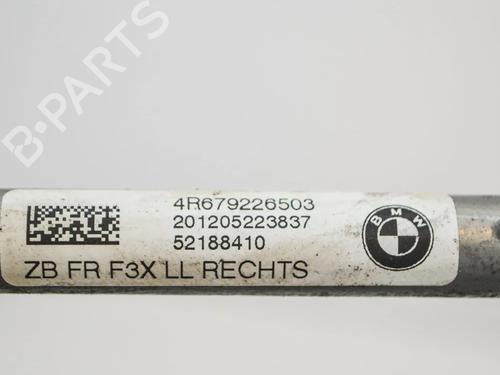 B-PARTS
4R679226503
201205223837
52188410
ZB FR F3X LL RECHTS
BMW